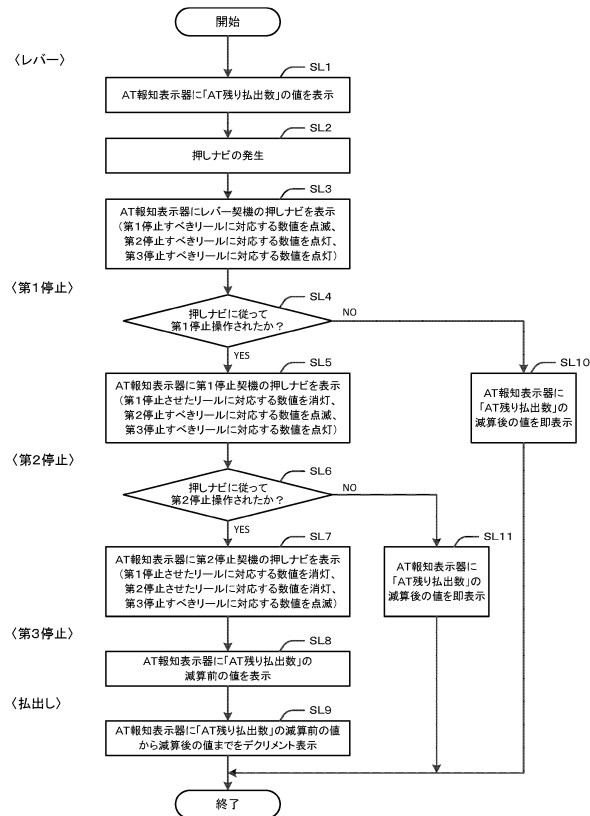 開始
〈レバー〉
SL1
AT報知表示器に「AT残り払出数」の値を表示
SL2
押しナビの発生
SL3
AT報知表示器にレバー契機の押しナビを表示
(第1停止すべきリールに対応する数値を点滅、
第2停止すべきリールに対応する数値を点灯、
第3停止すべきリールに対応する数値を点灯)
〈第1停止〉
SL4
押しナビに従って
第1停止操作されたか？
NO
YES
SL5
AT報知表示器に第1停止契機の押しナビを表示
(第1停止させたリールに対応する数値を消灯、
第2停止すべきリールに対応する数値を点滅、
第3停止すべきリールに対応する数値を点灯)
SL10
AT報知表示器に
「AT残り払出数」の
減算後の値を即表示
〈第2停止〉
SL6
押しナビに従って
第2停止操作されたか？
NO
YES
SL7
AT報知表示器に第2停止契機の押しナビを表示
(第1停止させたリールに対応する数値を消灯、
第2停止させたリールに対応する数値を消灯、
第3停止すべきリールに対応する数値を点滅)
SL11
AT報知表示器に
「AT残り払出数」の
減算後の値を即表示
〈第3停止〉
SL8
AT報知表示器に「AT残り払出数」の
減算前の値を表示
〈払出し〉
SL9
AT報知表示器に「AT残り払出数」の減算前の値
から減算後の値までをデクリメント表示
終了